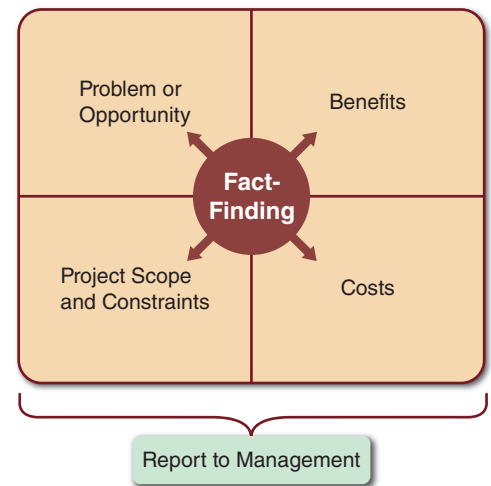 Problem or
Opportunity
Benefits
Fact-
Finding
Project Scope
and Constraints
Costs
Report to Management